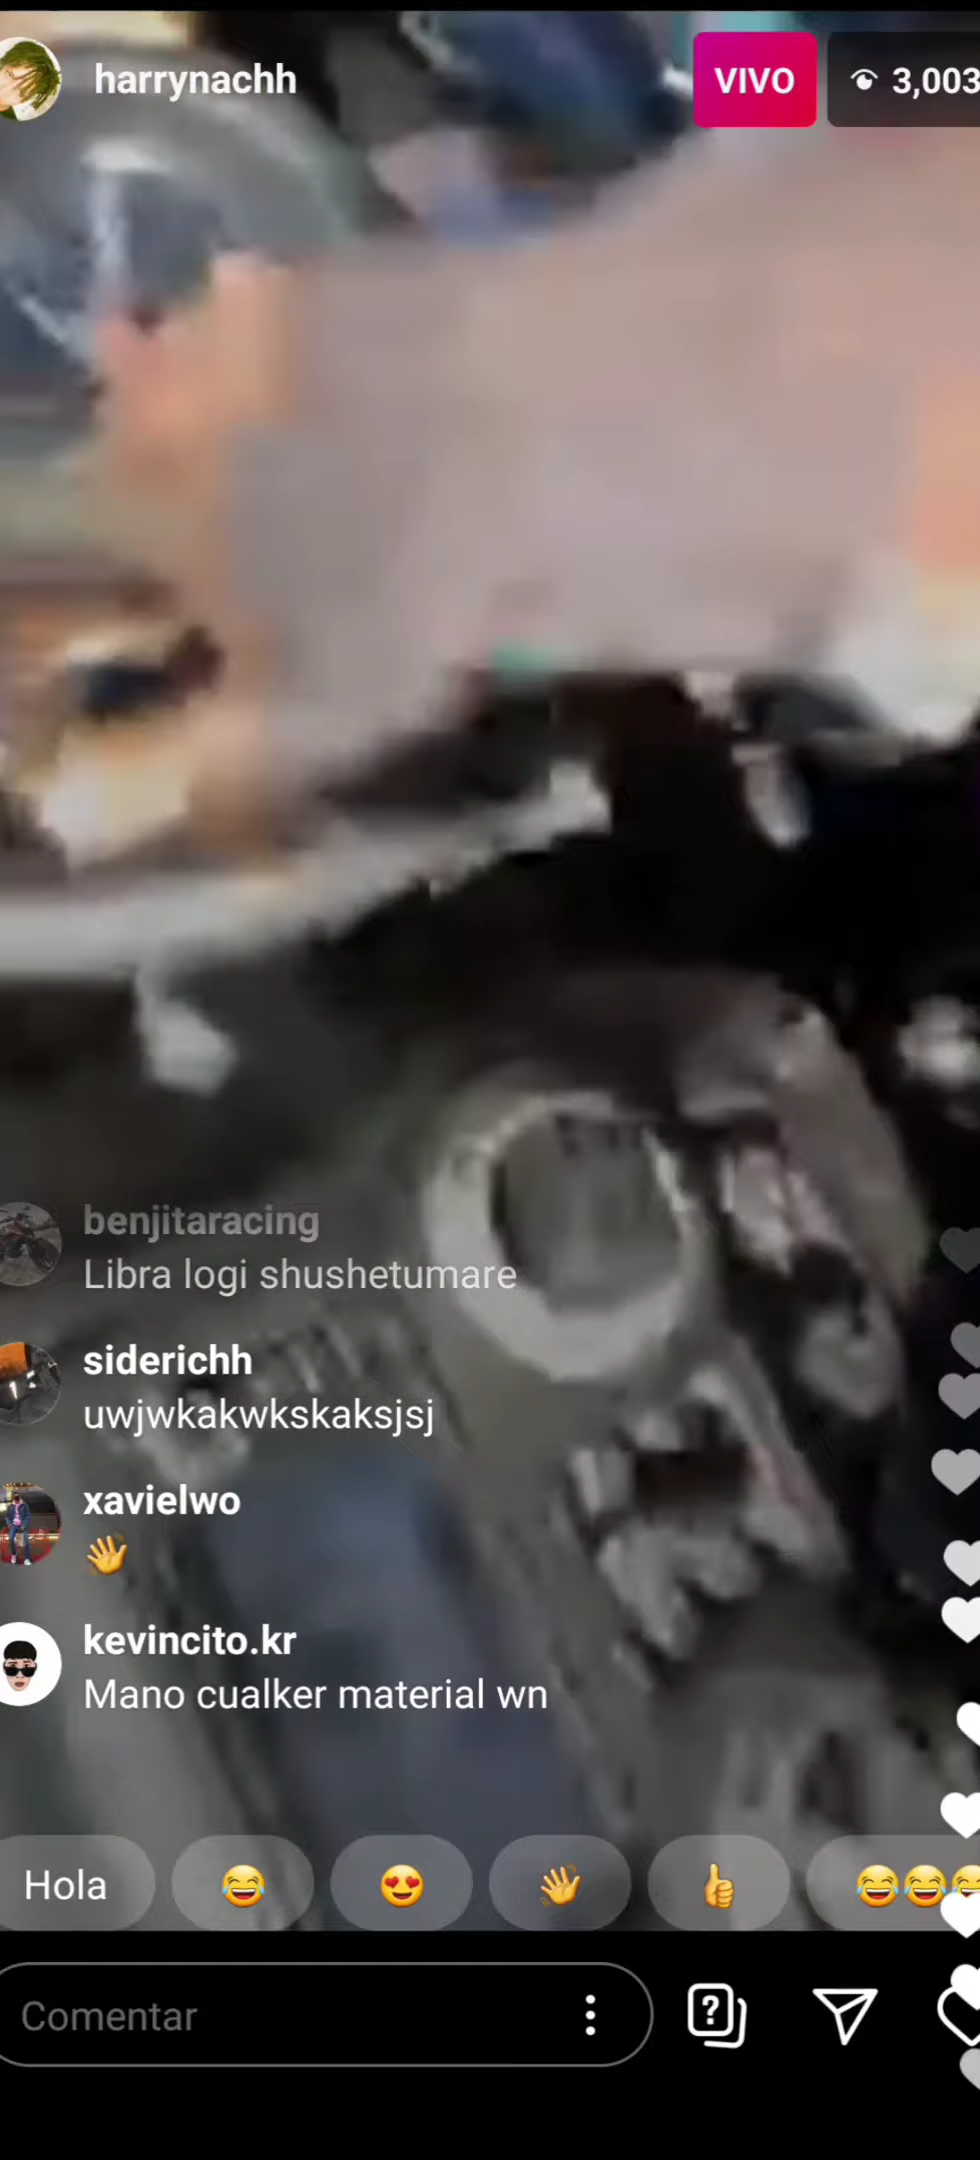 harrynachh
VIVO
3,003
benjitaracing
Libra logi shushetumare
siderichh
uwjwkakwkskaksjsj
xavielwo
👋
kevincito.kr
Mano cualker material wn
Hola 😂 😍 👋 👍 😂😂😂
Comentar
?